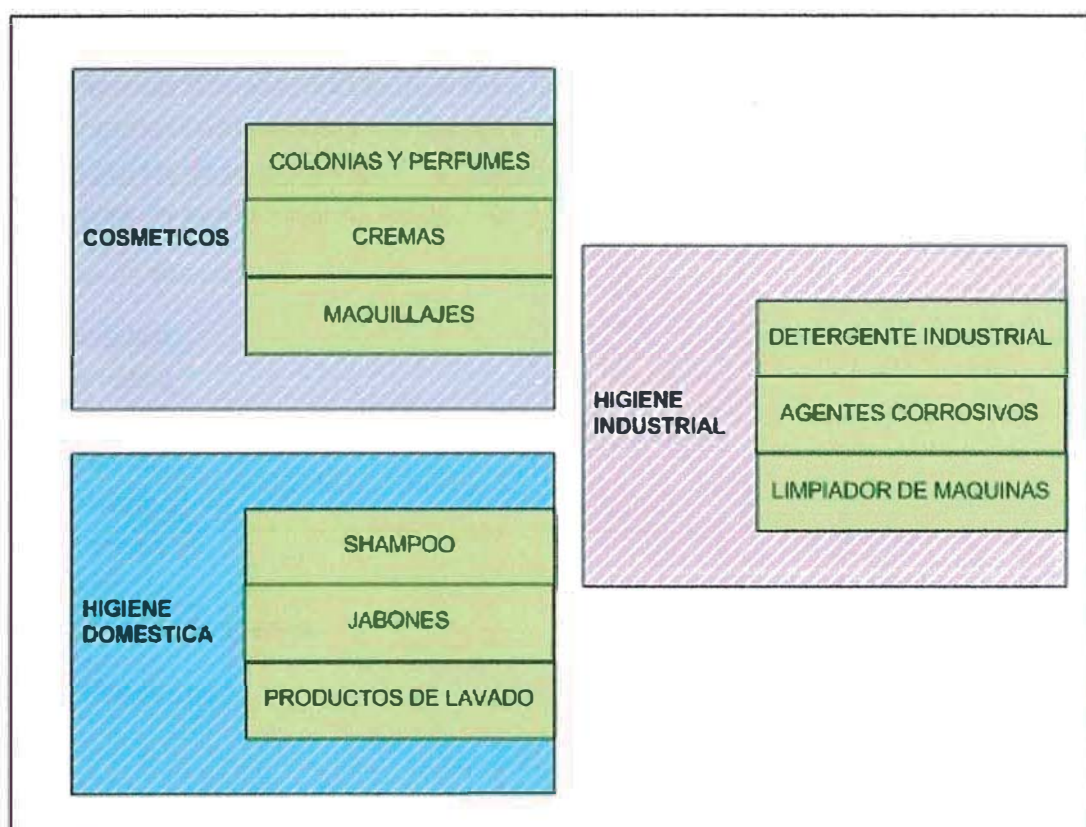 COSMETICOS
COLONIAS Y PERFUMES
CREMAS
MAQUILLAJES
HIGIENE
DOMESTICA
SHAMPOO
JABONES
PRODUCTOS DE LAVADO
HIGIENE
INDUSTRIAL
DETERGENTE INDUSTRIAL
AGENTES CORROSIVOS
LIMPIADOR DE MAQUINAS